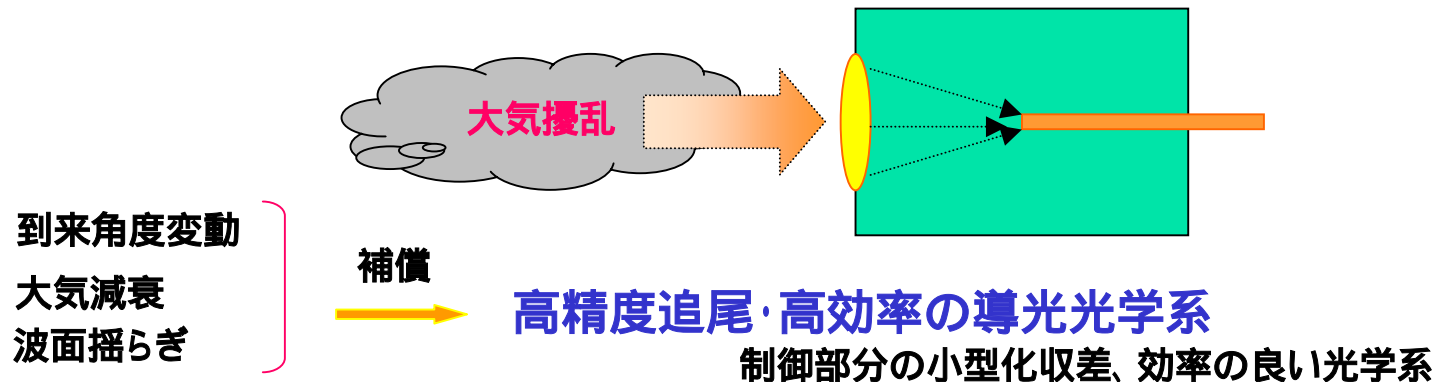 大気擾乱
到来角度変動
大気減衰
波面揺らぎ
補償
高精度追尾・高効率の導光光学系
制御部分の小型化収差、効率の良い光学系